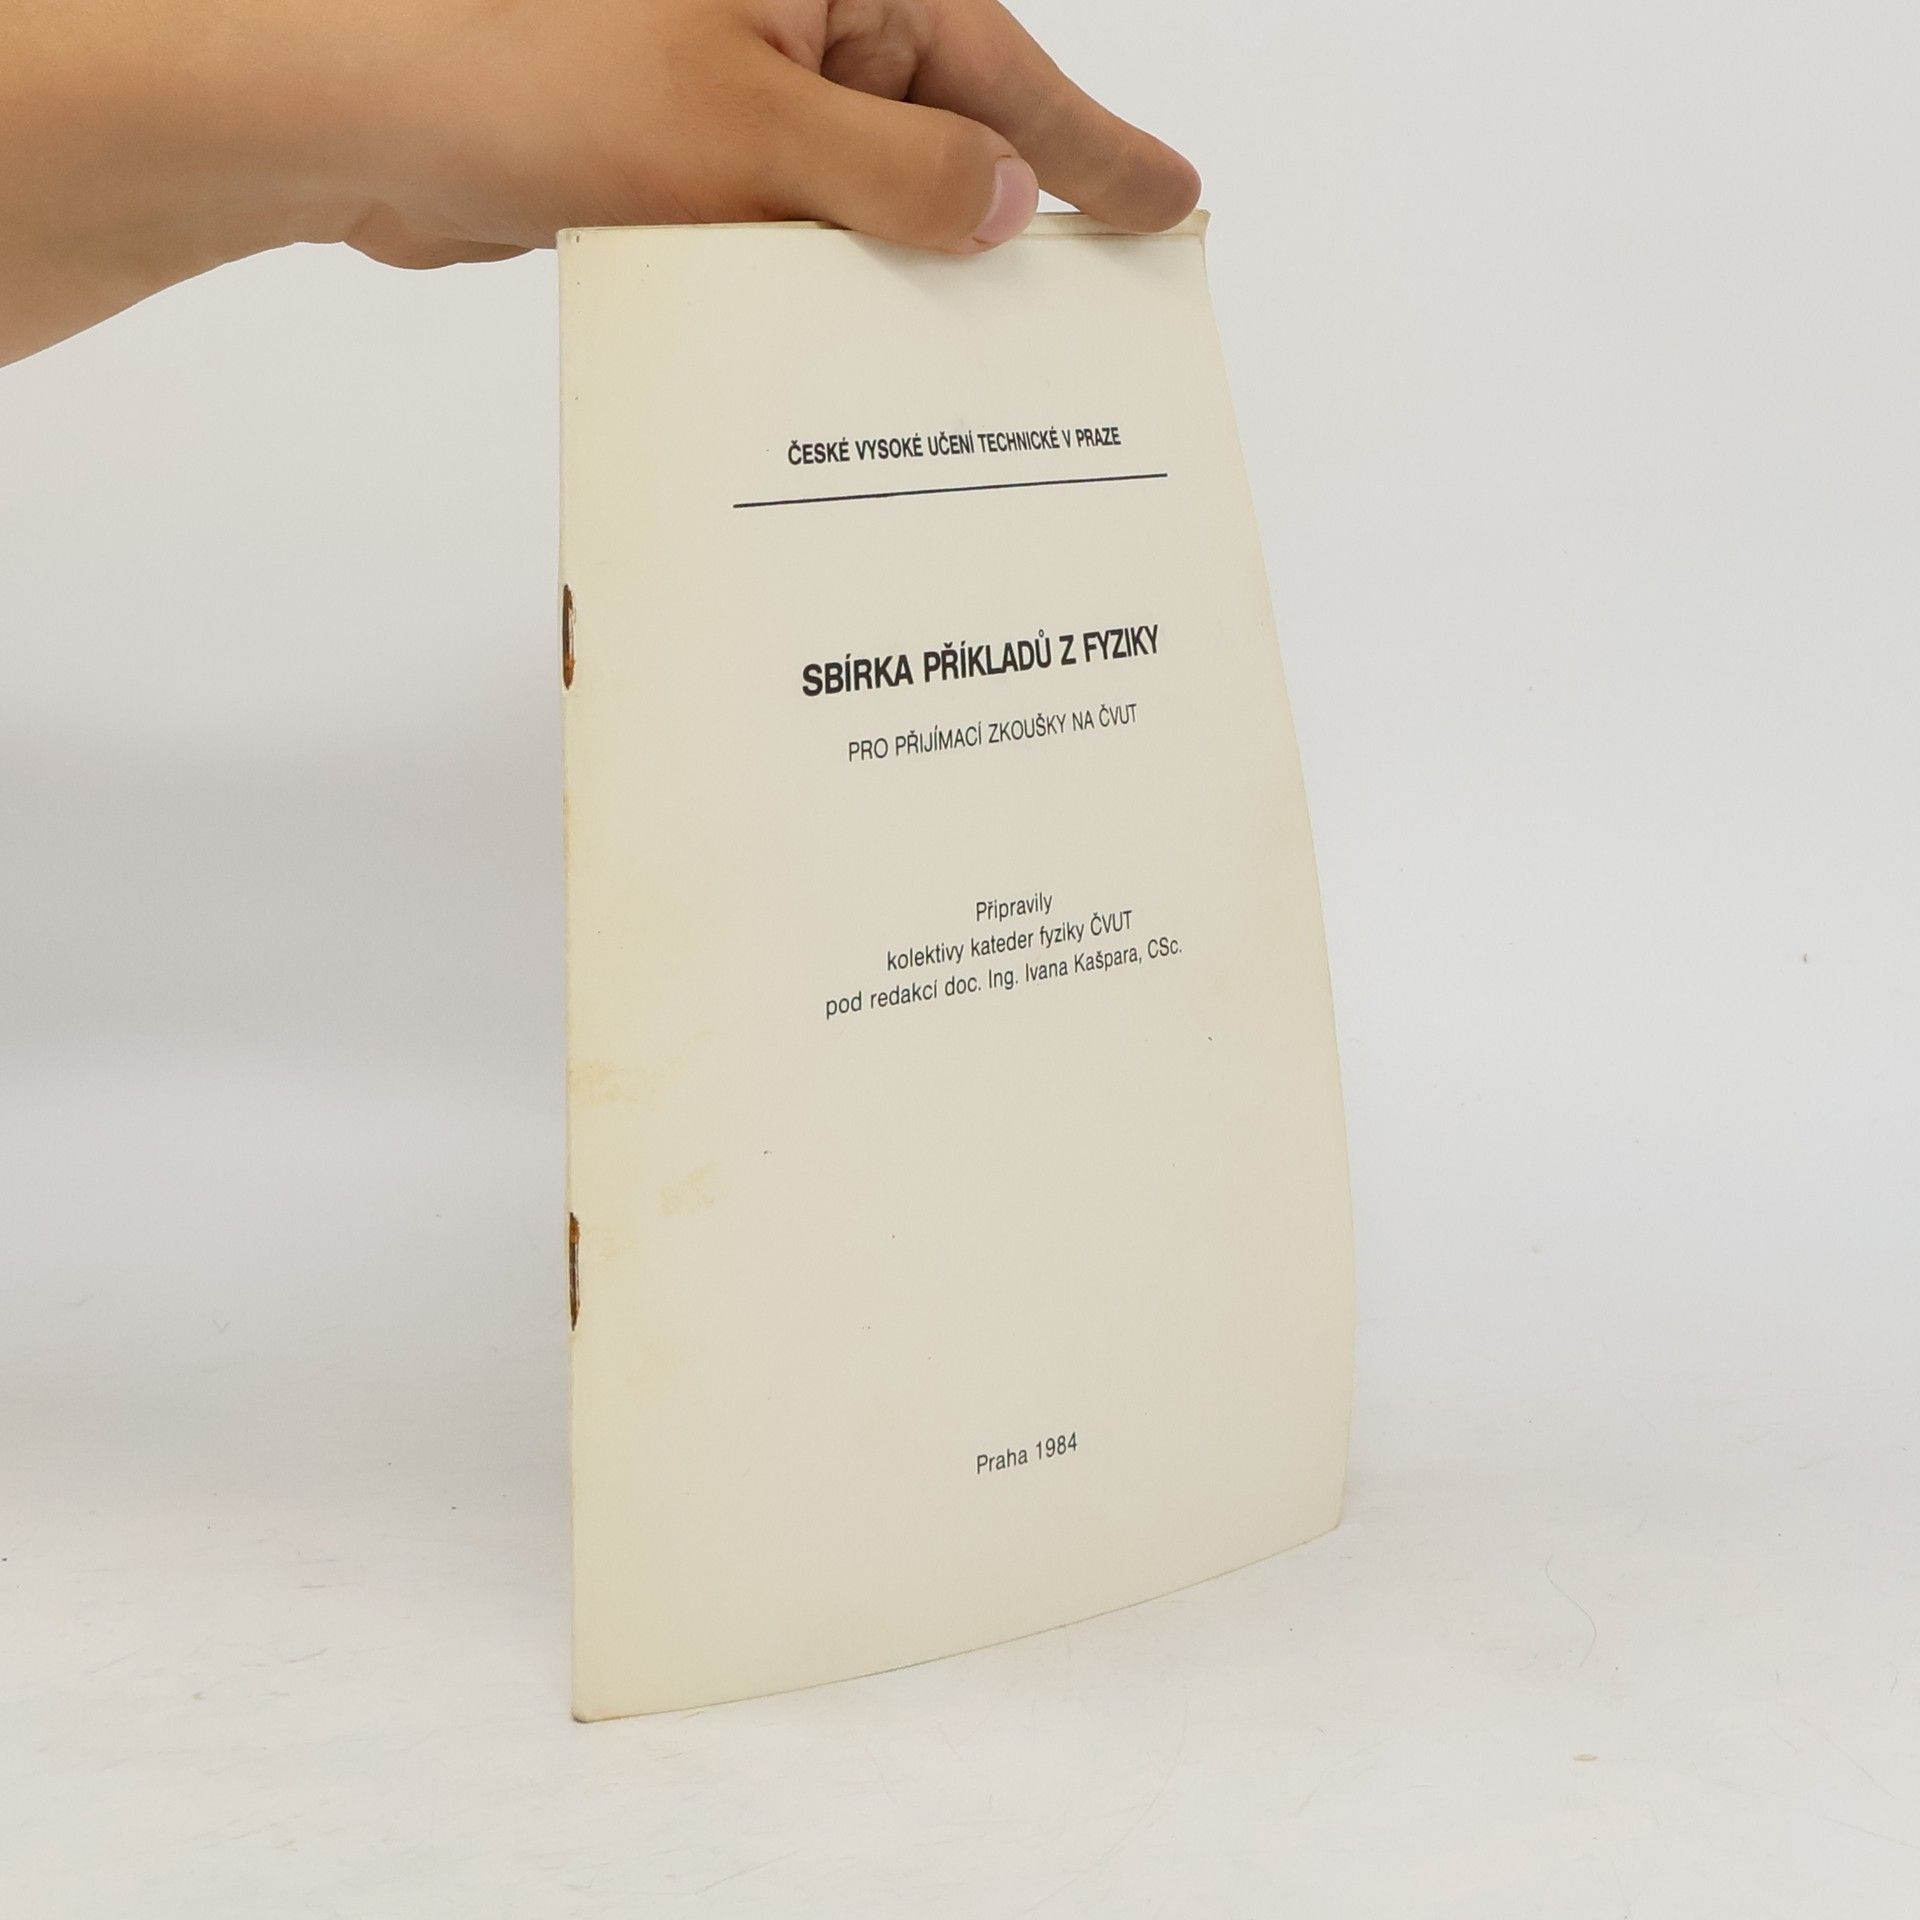 ČESKÉ VYSOKÉ UČENÍ TECHNICKÉ V PRAZE
SBÍRKA PŘÍKLADŮ Z FYZIKY
PRO PŘIJÍMACÍ ZKOUŠKY NA ČVUT
Připravily
kolektivy kateder fyziky ČVUT
pod redakcí doc. Ing. Ivana Kašpara, CSc.
Praha 1984